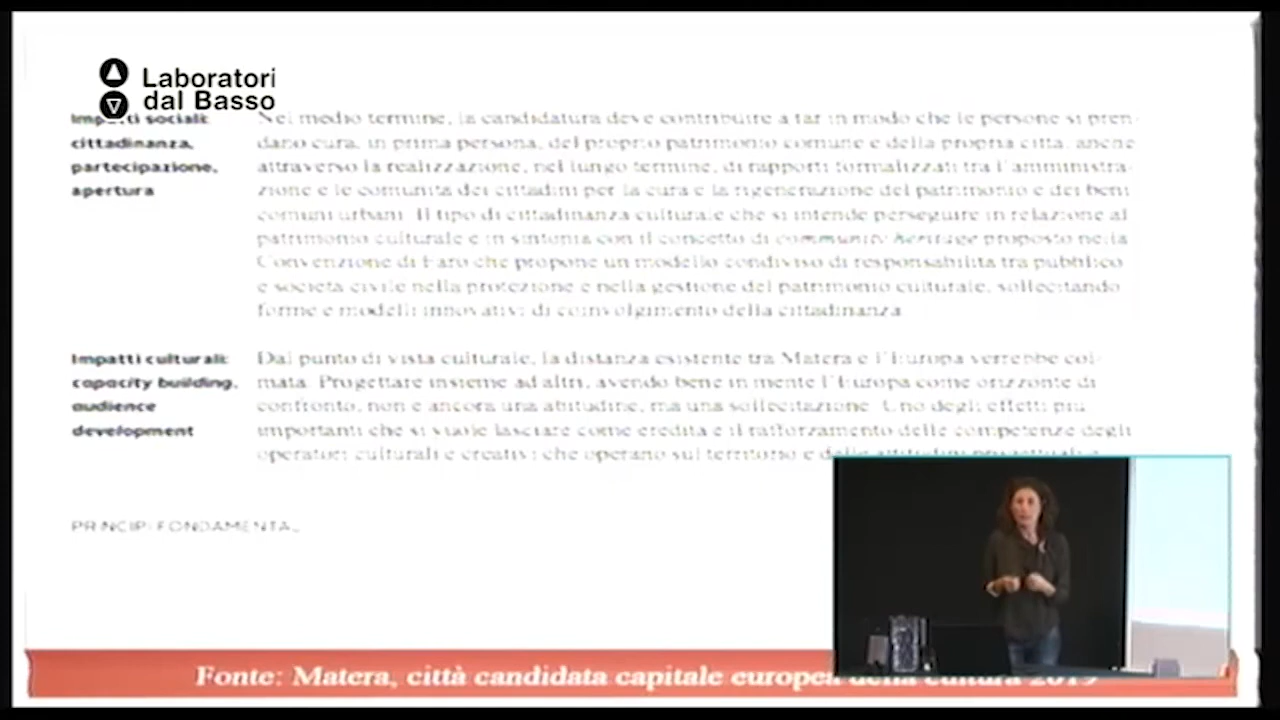 Laboratori
dal Basso
Impatti sociali:
cittadinanza,
partecipazione,
apertura
Nel medio termine, la candidatura deve contribuire a far in modo che le persone si pren-
dano cura, in prima persona, del proprio patrimonio comune e della propria città, anche
attraverso la realizzazione, nel lungo termine, di rapporti formalizzati tra l'amministra-
zione e le comunità dei cittadini per la cura e la rigenerazione del patrimonio e dei beni
comuni urbani. Il tipo di cittadinanza culturale che si intende perseguire in relazione al
patrimonio culturale è in sintonia con il concetto di community heritage proposto nella
Convenzione di Faro che propone un modello condiviso di responsabilità tra pubblico
e società civile nella protezione e nella gestione del patrimonio culturale, sollecitando
forme e modelli innovativi di coinvolgimento della cittadinanza.
Impatti culturali:
capacity building,
audience
development
Dal punto di vista culturale, la distanza esistente tra Matera e l'Europa verrebbe col-
mata. Progettare insieme ad altri, avendo bene in mente l'Europa come orizzonte di
confronto, non è ancora una abitudine, ma una sollecitazione. Uno degli effetti più
importanti che si vuole lasciare come eredità è il rafforzamento delle competenze degli
operatori culturali e creativi che operano sul territorio e delle attitudini
PRINCIPI FONDAMENTAL
Fonte: Matera, città candidata capitale europea della cultura 2019